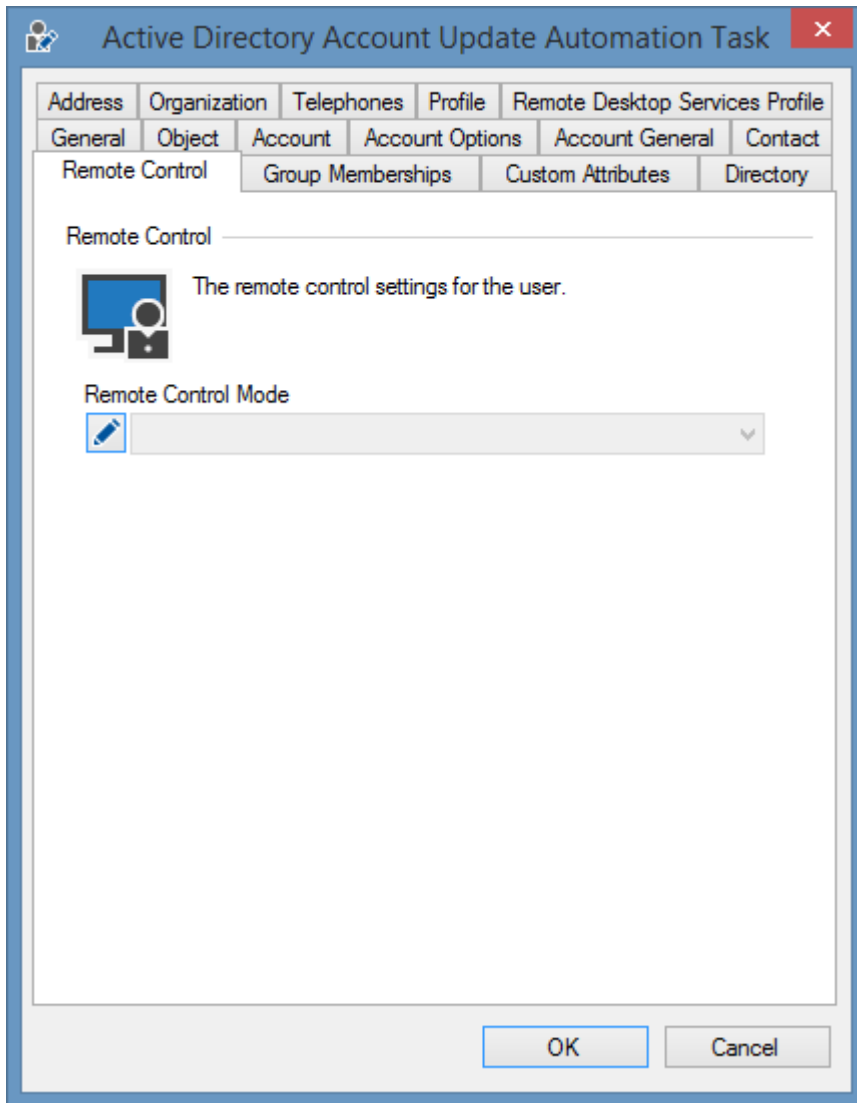 Active Directory Account Update Automation Task
Address Organization Telephones Profile Remote Desktop Services Profile
General Object Account Account Options Account General Contact
Remote Control Group Memberships Custom Attributes Directory
Remote Control
The remote control settings for the user.
Remote Control Mode
OK Cancel